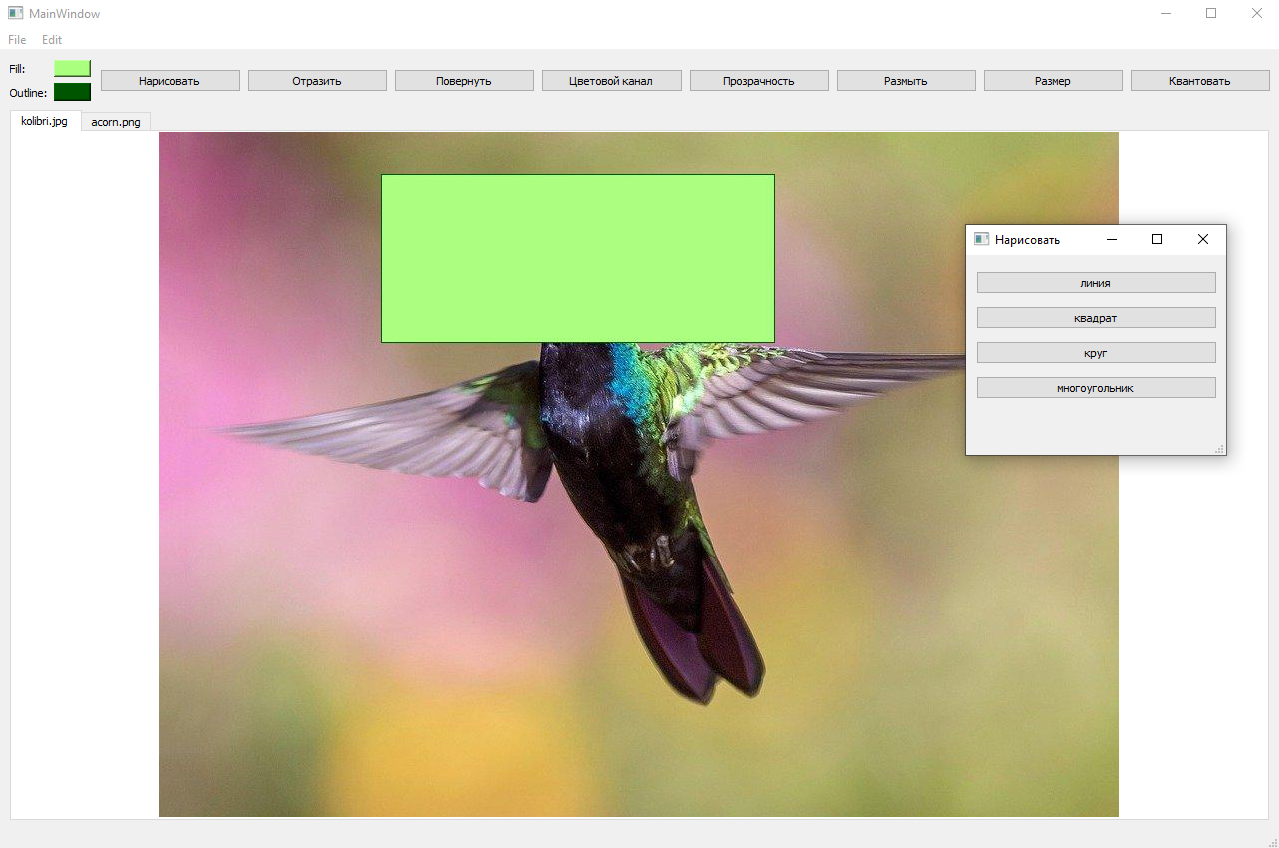 MainWindow
File Edit
Fill:
Outline:
Нарисовать Отразить Повернуть Цветовой канал Прозрачность Размыть Размер Квантовать
kolibri.jpg acorn.png
Нарисовать
линия
квадрат
круг
многоугольник